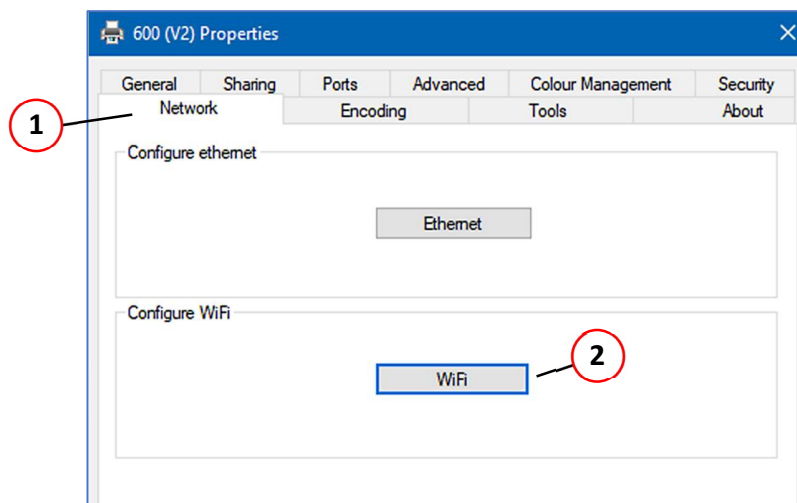 600 (V2) Properties
General Sharing Ports Advanced Colour Management Security
1 Network Encoding Tools About
Configure ethernet
Ethernet
Configure WiFi
2
WiFi